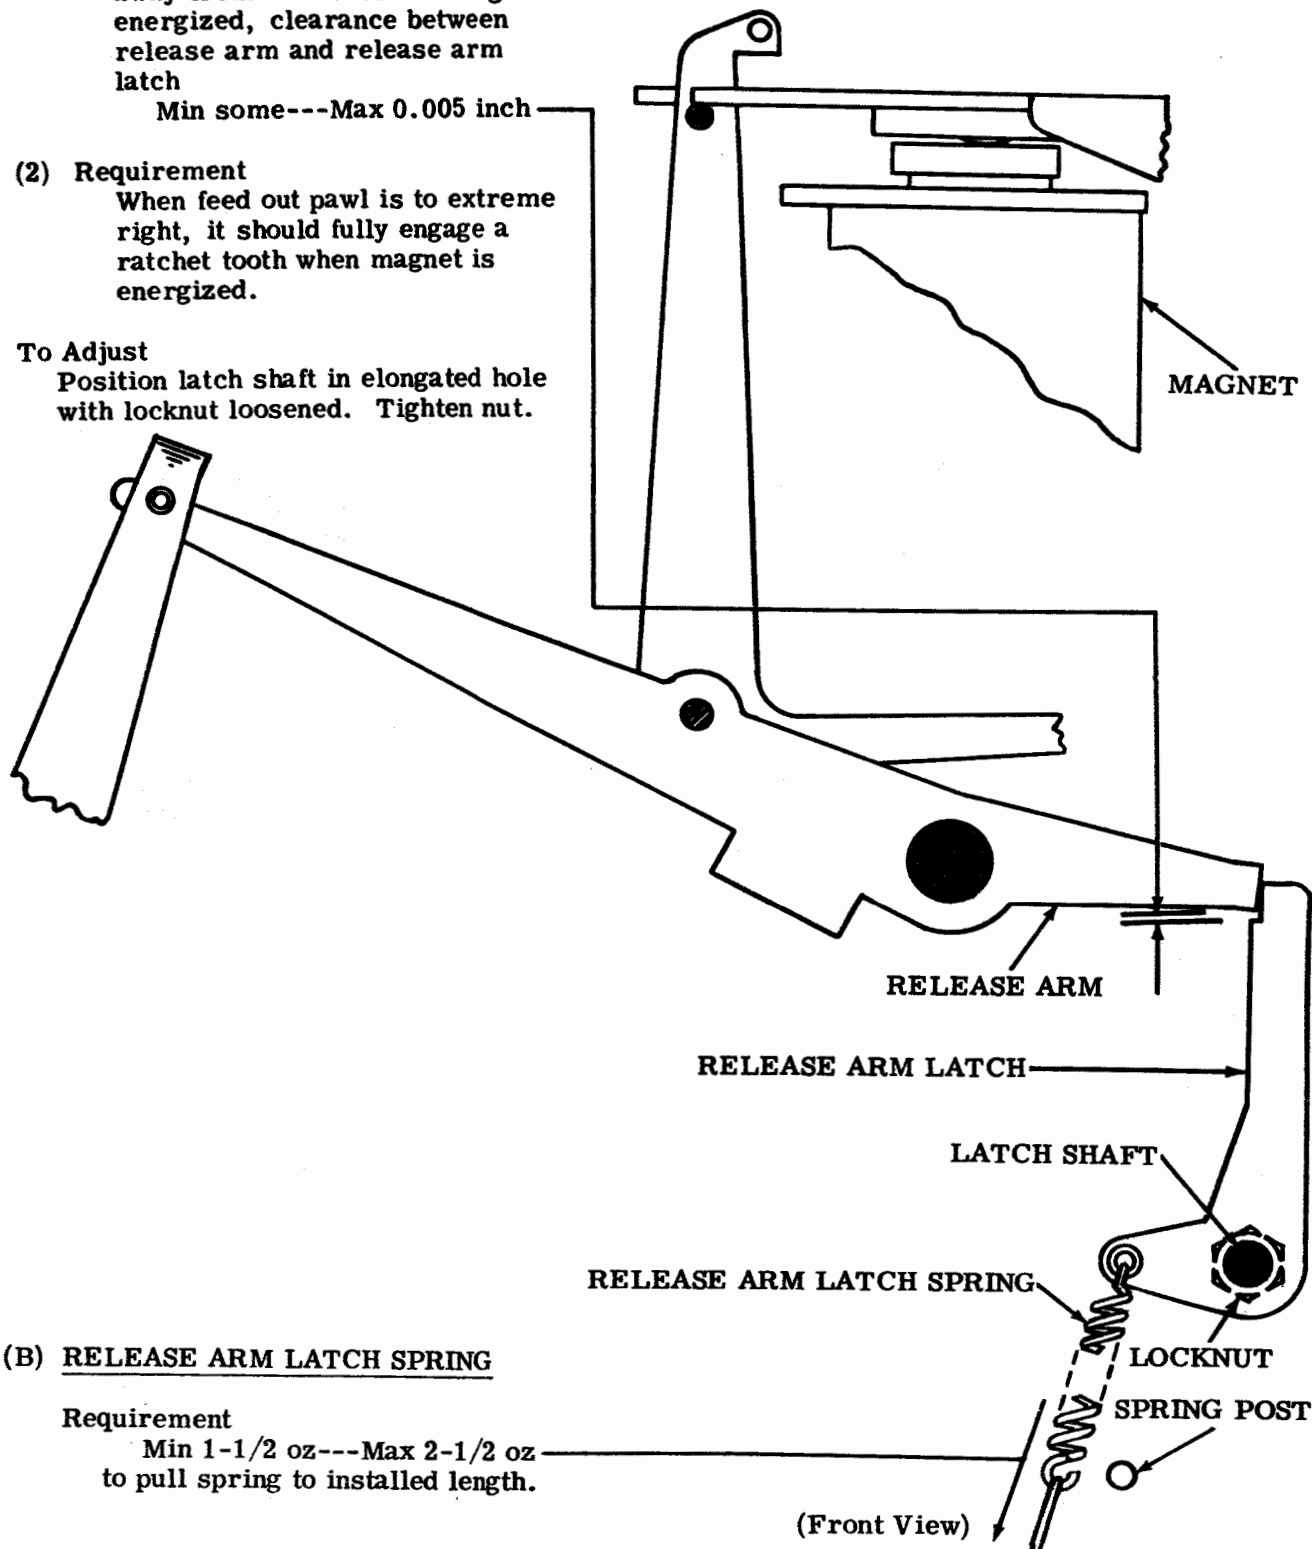 energized, clearance between
release arm and release arm
latch
Min some---Max 0.005 inch
(2) Requirement
When feed out pawl is to extreme
right, it should fully engage a
ratchet tooth when magnet is
energized.
To Adjust
Position latch shaft in elongated hole
with locknut loosened. Tighten nut.
MAGNET
RELEASE ARM
RELEASE ARM LATCH
LATCH SHAFT
RELEASE ARM LATCH SPRING
LOCKNUT
SPRING POST
(B) RELEASE ARM LATCH SPRING
Requirement
Min 1-1/2 oz---Max 2-1/2 oz
to pull spring to installed length.
(Front View)